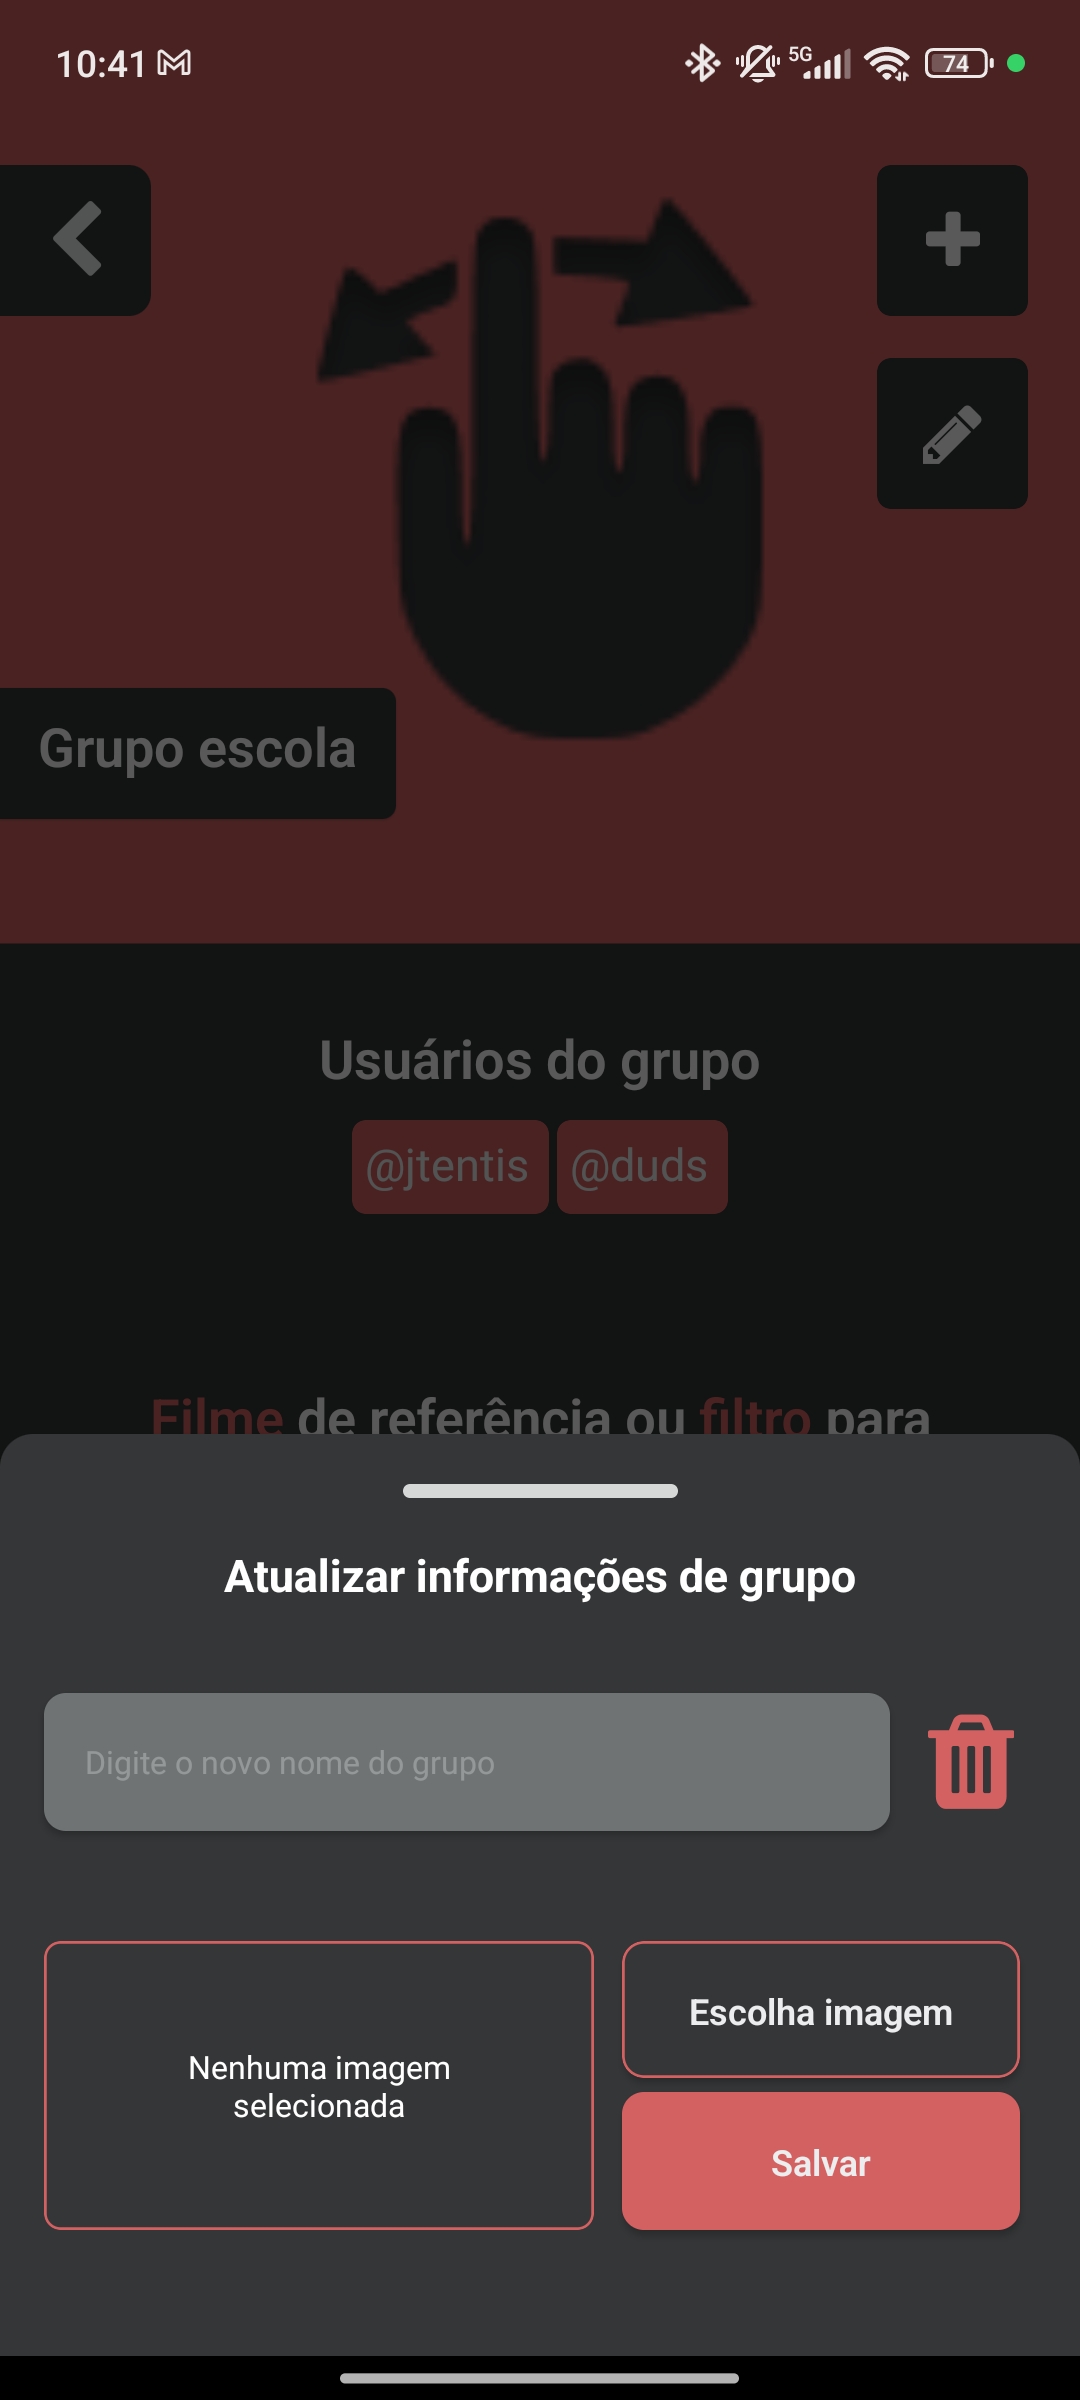 10:41
5G
74
Grupo escola
Usuários do grupo
@jtentis @duds
Filme de referência ou filtro para
Atualizar informações de grupo
Digite o novo nome do grupo
Nenhuma imagem
selecionada
Escolha imagem
Salvar